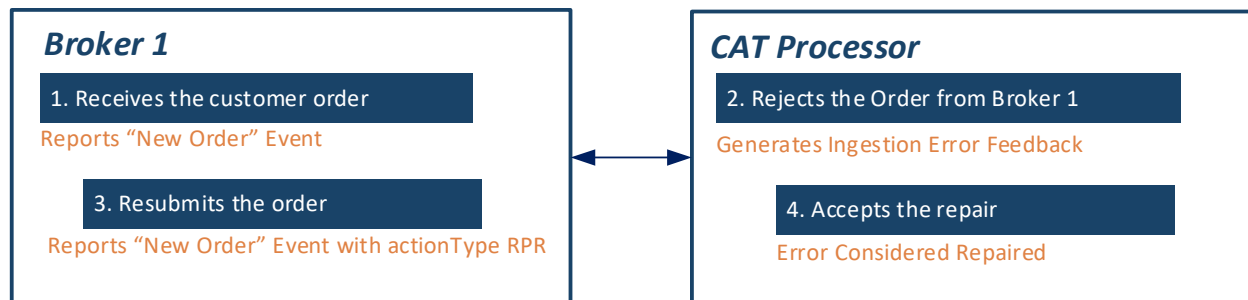 Broker 1
1. Receives the customer order
Reports “New Order” Event
3. Resubmits the order
Reports “New Order” Event with actionType RPR
CAT Processor
2. Rejects the Order from Broker 1
Generates Ingestion Error Feedback
4. Accepts the repair
Error Considered Repaired